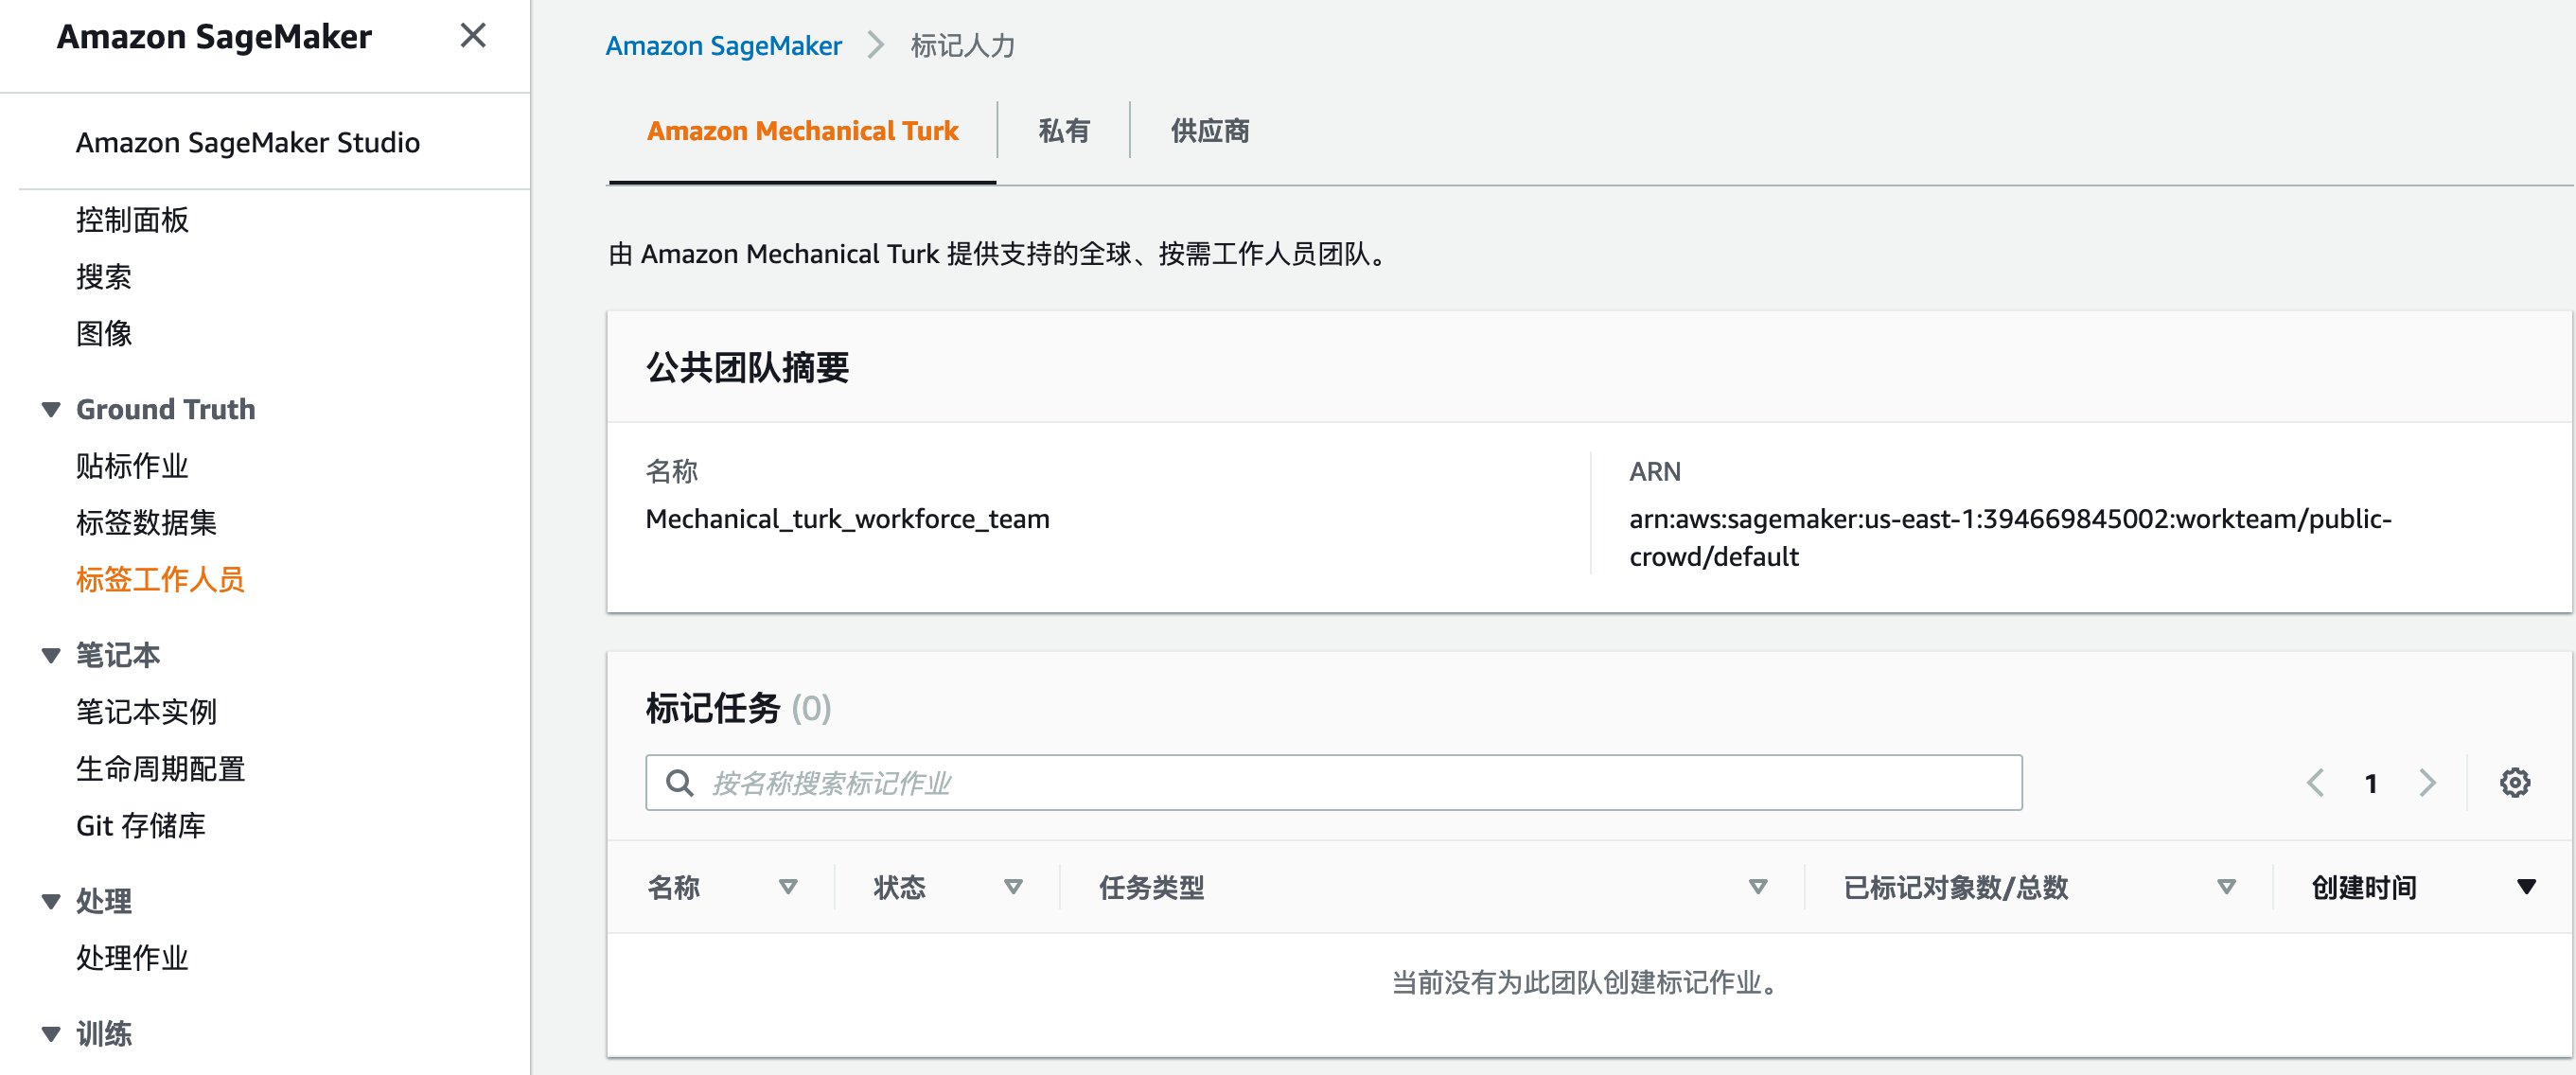 Amazon SageMaker
Amazon SageMaker Studio
控制面板
搜索
图像
Ground Truth
贴标作业
标签数据集
标签工作人员
笔记本
笔记本实例
生命周期配置
Git 存储库
处理
处理作业
训练
Amazon SageMaker > 标记人力
Amazon Mechanical Turk 私有 供应商
由 Amazon Mechanical Turk 提供支持的全球、按需工作人员团队。
公共团队摘要
名称
Mechanical_turk_workforce_team
ARN
arn:aws:sagemaker:us-east-1:394669845002:workteam/public-
crowd/default
标记任务 (0)
按名称搜索标记作业
1
名称 状态 任务类型 已标记对象数/总数 创建时间
当前没有为此团队创建标记作业。